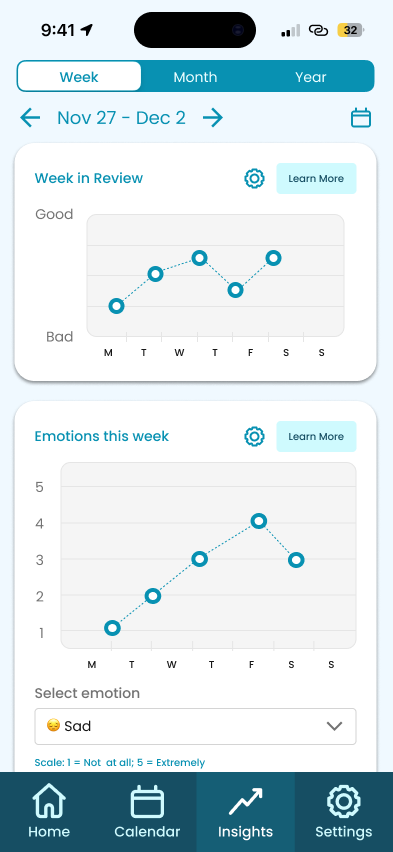 9:41 32
Week Month Year
Nov 27 - Dec 2
Week in Review Learn More
Good
Bad
M T W T F S S
Emotions this week Learn More
5
4
3
2
1
M T W T F S S
Select emotion
Sad
Scale: 1 = Not at all; 5 = Extremely
Home Calendar Insights Settings